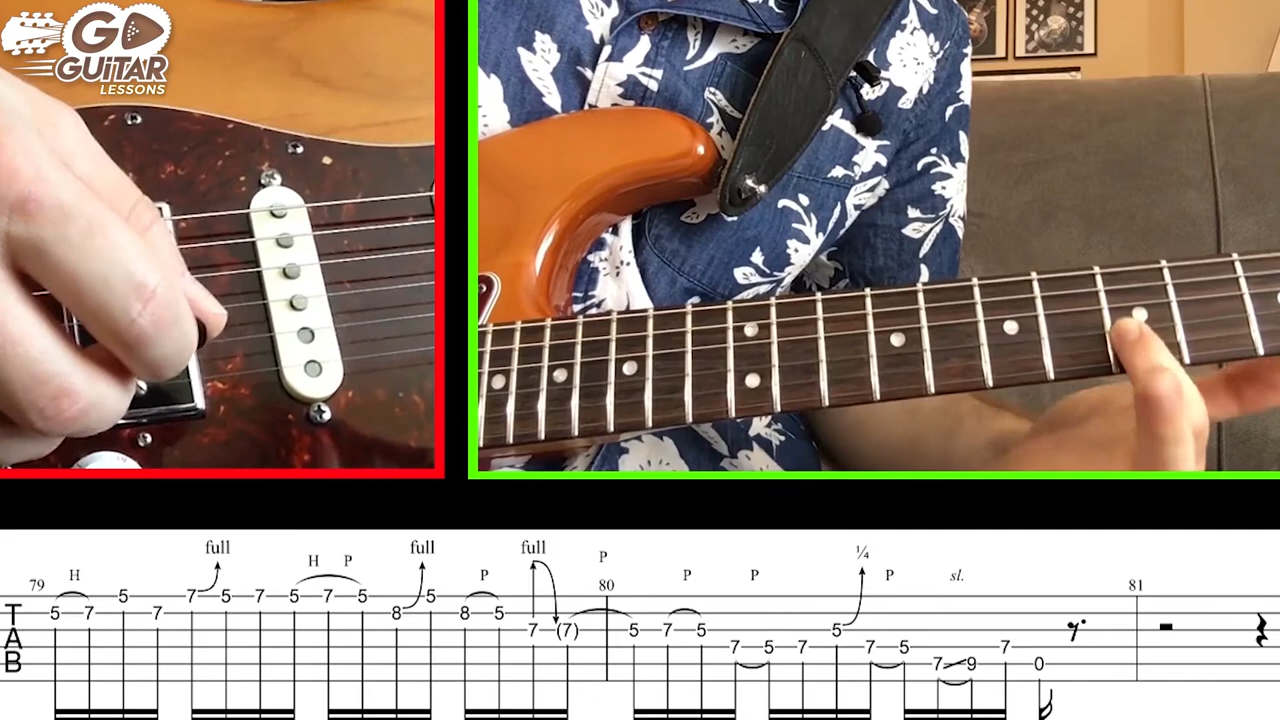 GO
GUiTAR
LESSONS
full full full
79 H H P P P 80 P P ¼ P sl. 81
7 5 7 5 7 5 5
5 7 5 7 8 8 5
7 (7) 5 7 5 5
7 5 7 7 5 7
7 9 0
T
A
B